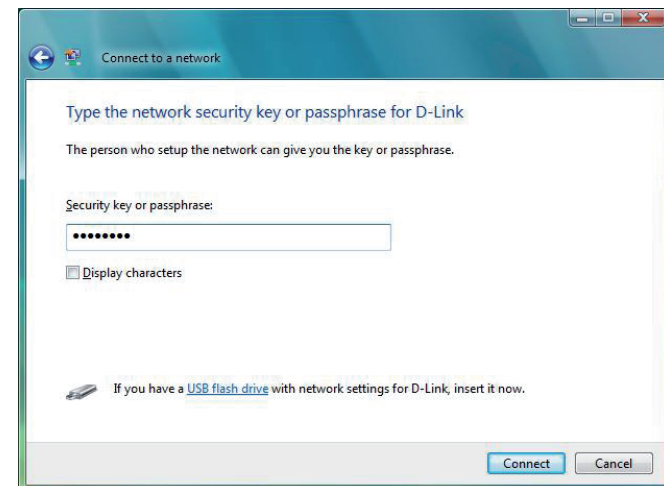 Connect to a network
Type the network security key or passphrase for D-Link
The person who setup the network can give you the key or passphrase.
Security key or passphrase:
••••••••
Display characters
If you have a USB flash drive with network settings for D-Link, insert it now.
Connect Cancel